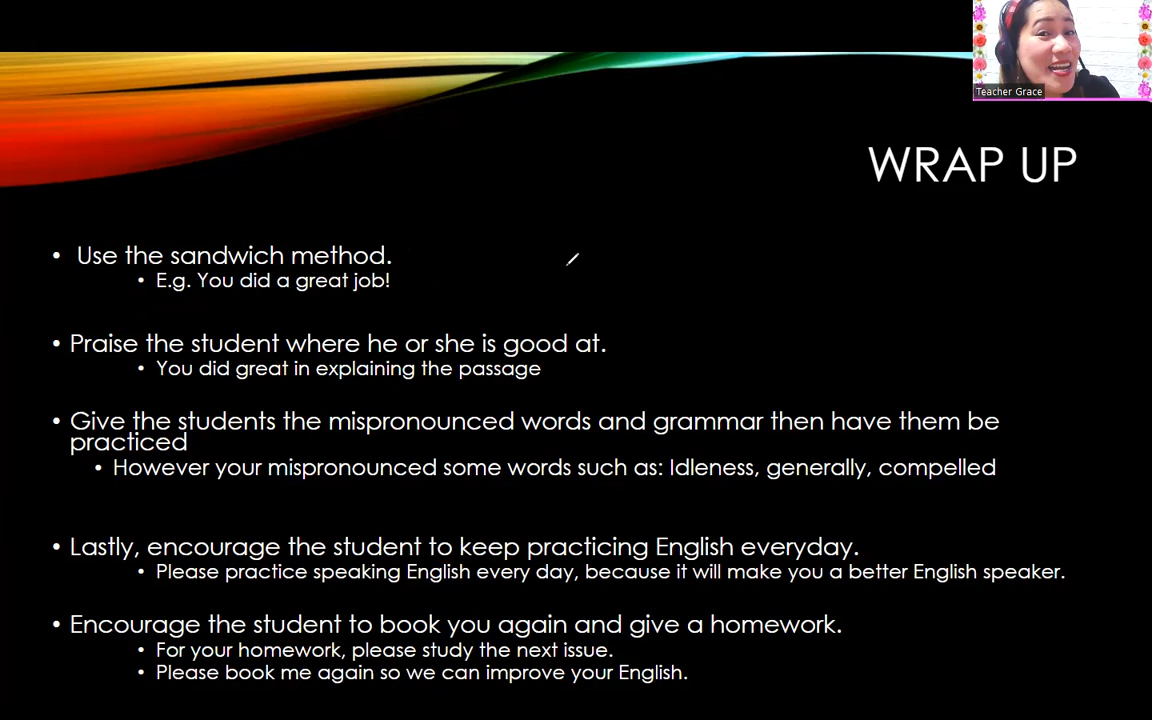 Teacher Grace
WRAP UP
• Use the sandwich method.
• E.g. You did a great job!
• Praise the student where he or she is good at.
• You did great in explaining the passage
• Give the students the mispronounced words and grammar then have them be
practiced
• However your mispronounced some words such as: Idleness, generally, compelled
• Lastly, encourage the student to keep practicing English everyday.
• Please practice speaking English every day, because it will make you a better English speaker.
• Encourage the student to book you again and give a homework.
• For your homework, please study the next issue.
• Please book me again so we can improve your English.